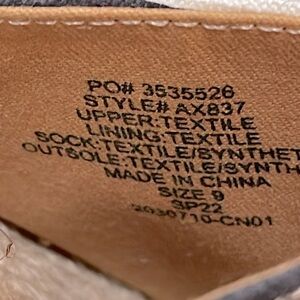 PO# 3535526
STYLE# AX837
UPPER:TEXTILE
LINING:TEXTILE
SOCK:TEXTILE/SYNTHET
OUTSOLE:TEXTILE/SYNTH
MADE IN CHINA
SIZE 9
SP22
2030710-CN01